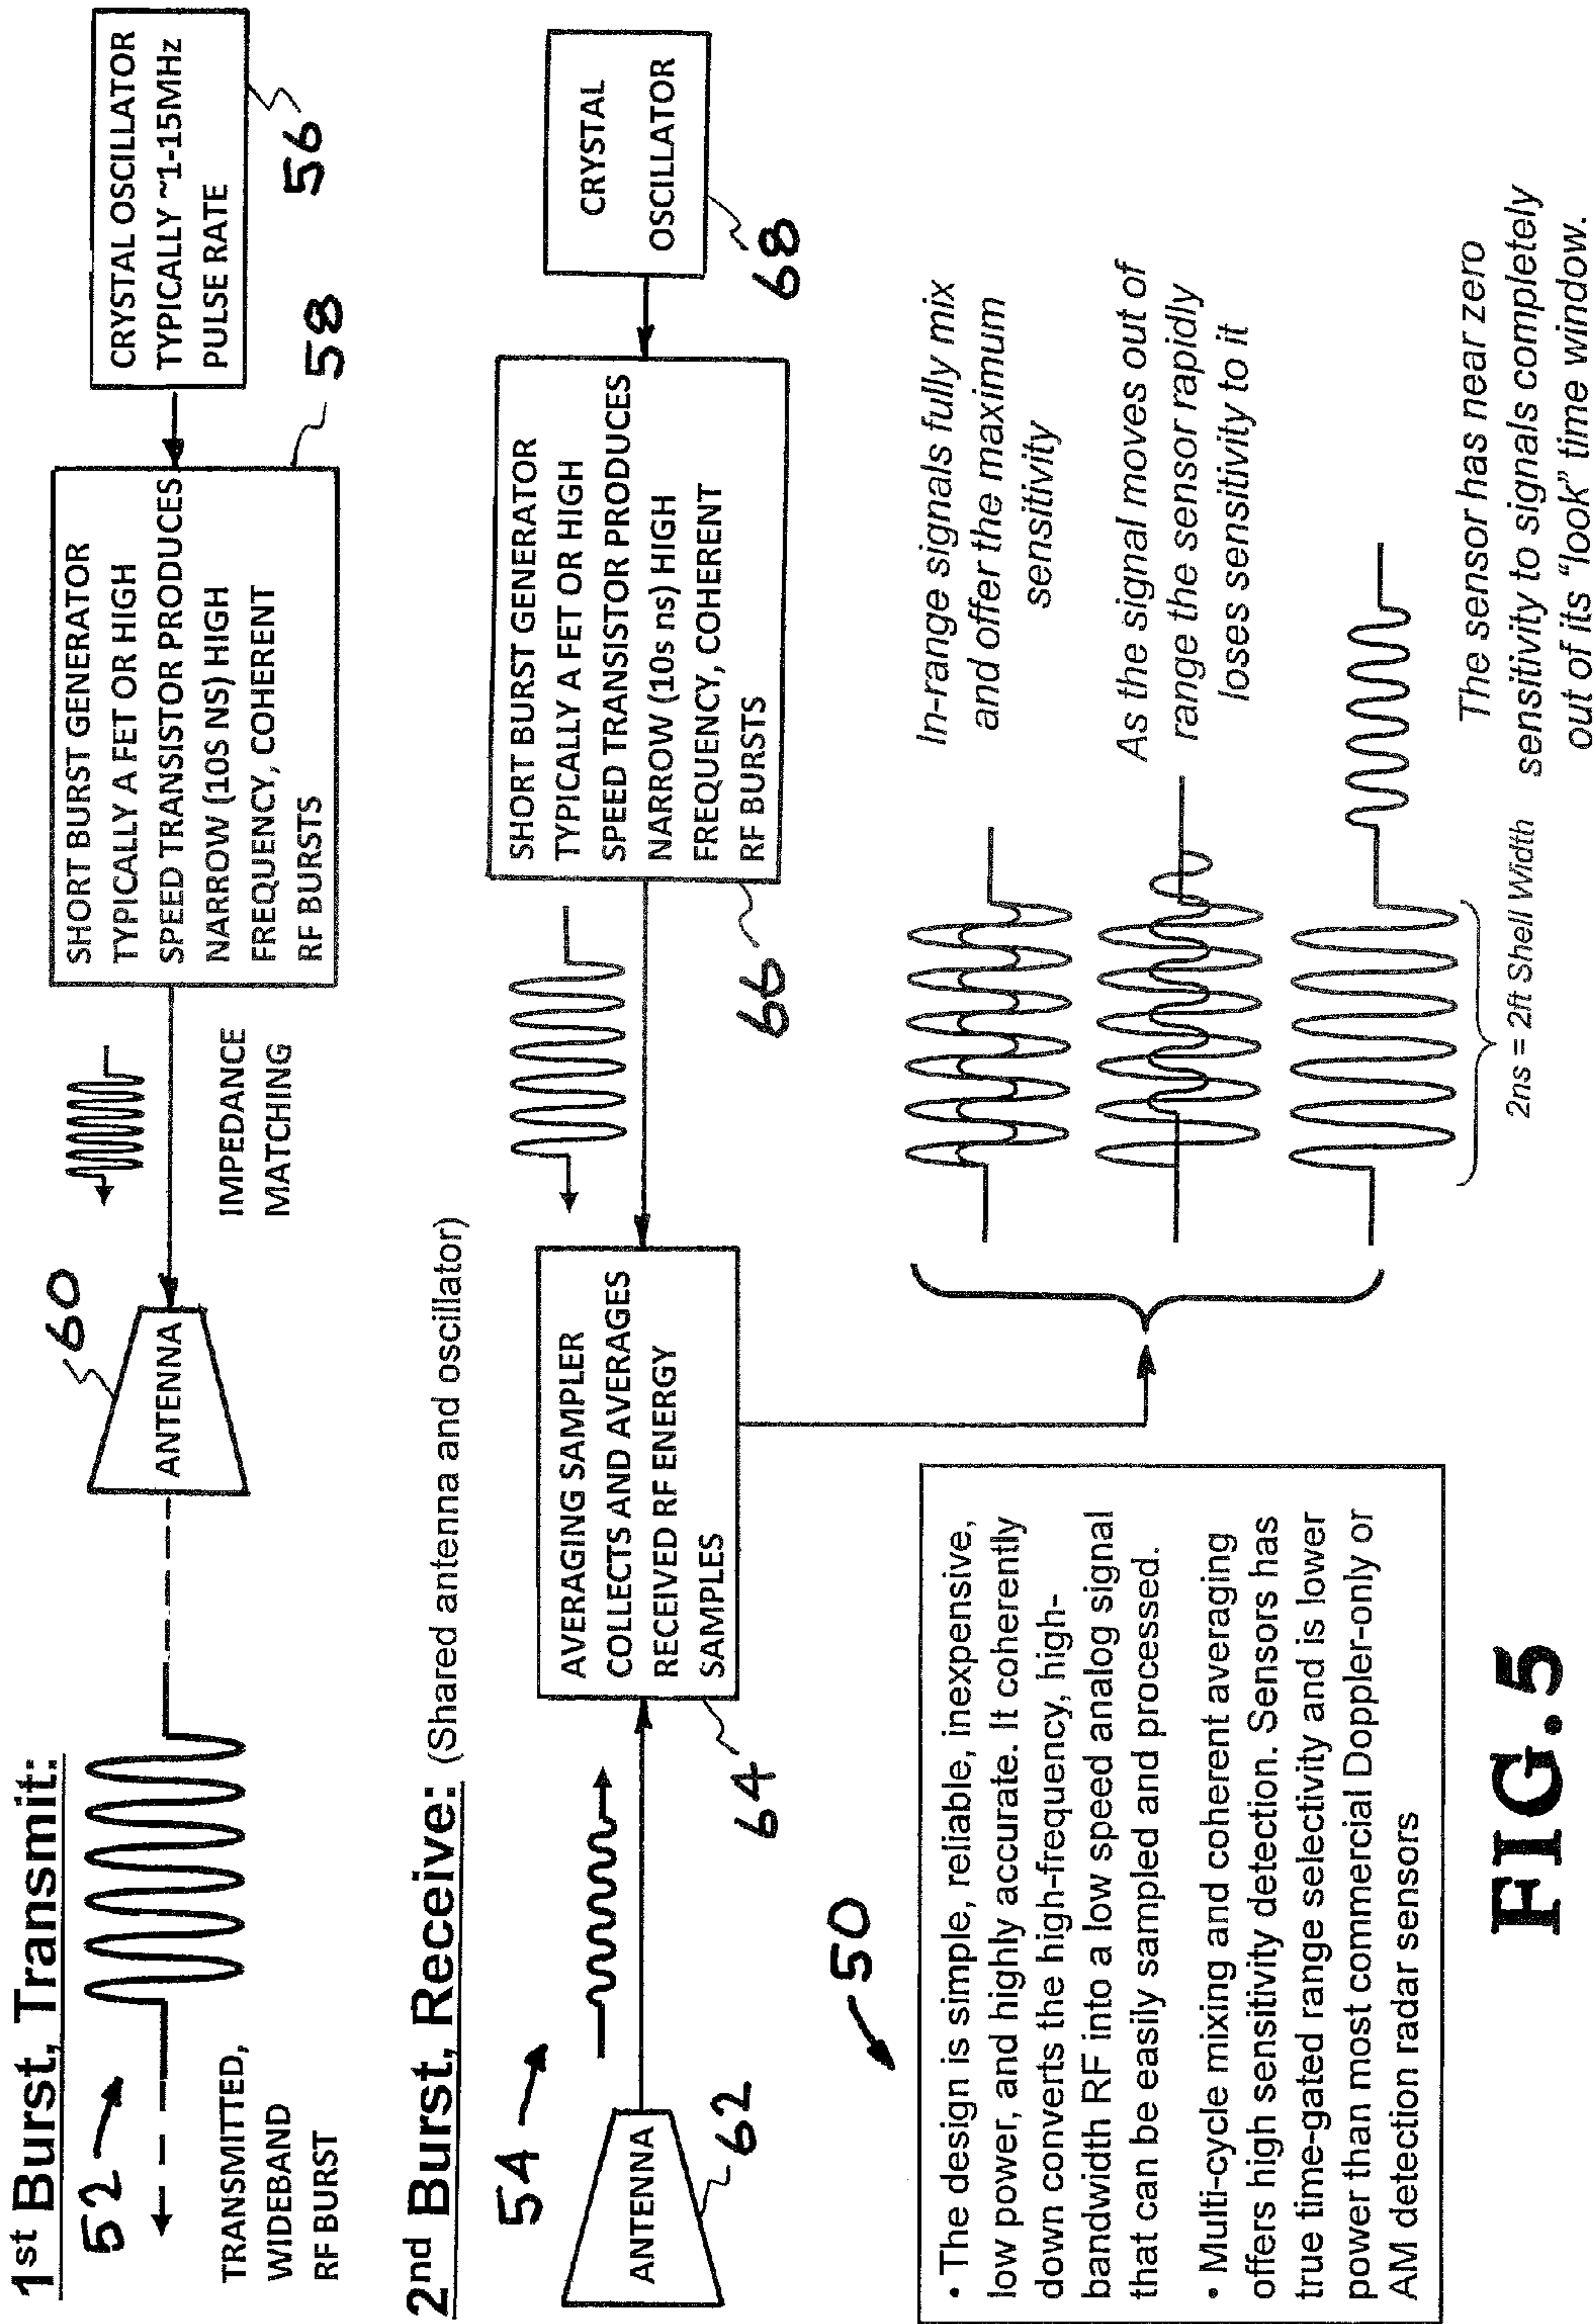 1st Burst, Transmit:
52
TRANSMITTED,
WIDEBAND
RF BURST
60
ANTENNA
IMPEDANCE
MATCHING
SHORT BURST GENERATOR
TYPICALLY A FET OR HIGH
SPEED TRANSISTOR PRODUCES
NARROW (10S NS) HIGH
FREQUENCY, COHERENT
RF BURSTS
58
CRYSTAL OSCILLATOR
TYPICALLY ~1-15MHz
PULSE RATE
56
2nd Burst, Receive: (Shared antenna and oscillator)
54
ANTENNA
62
AVERAGING SAMPLER
COLLECTS AND AVERAGES
RECEIVED RF ENERGY
SAMPLES
64
SHORT BURST GENERATOR
TYPICALLY A FET OR HIGH
SPEED TRANSISTOR PRODUCES
NARROW (10s ns) HIGH
FREQUENCY, COHERENT
RF BURSTS
66
CRYSTAL
OSCILLATOR
68
50
• The design is simple, reliable, inexpensive,
low power, and highly accurate. It coherently
down converts the high-frequency, high-
bandwidth RF into a low speed analog signal
that can be easily sampled and processed.
• Multi-cycle mixing and coherent averaging
offers high sensitivity detection. Sensors has
true time-gated range selectivity and is lower
power than most commercial Doppler-only or
AM detection radar sensors
In-range signals fully mix
and offer the maximum
sensitivity
As the signal moves out of
range the sensor rapidly
loses sensitivity to it
2ns = 2ft Shell Width
The sensor has near zero
sensitivity to signals completely
out of its "look" time window.
FIG.5